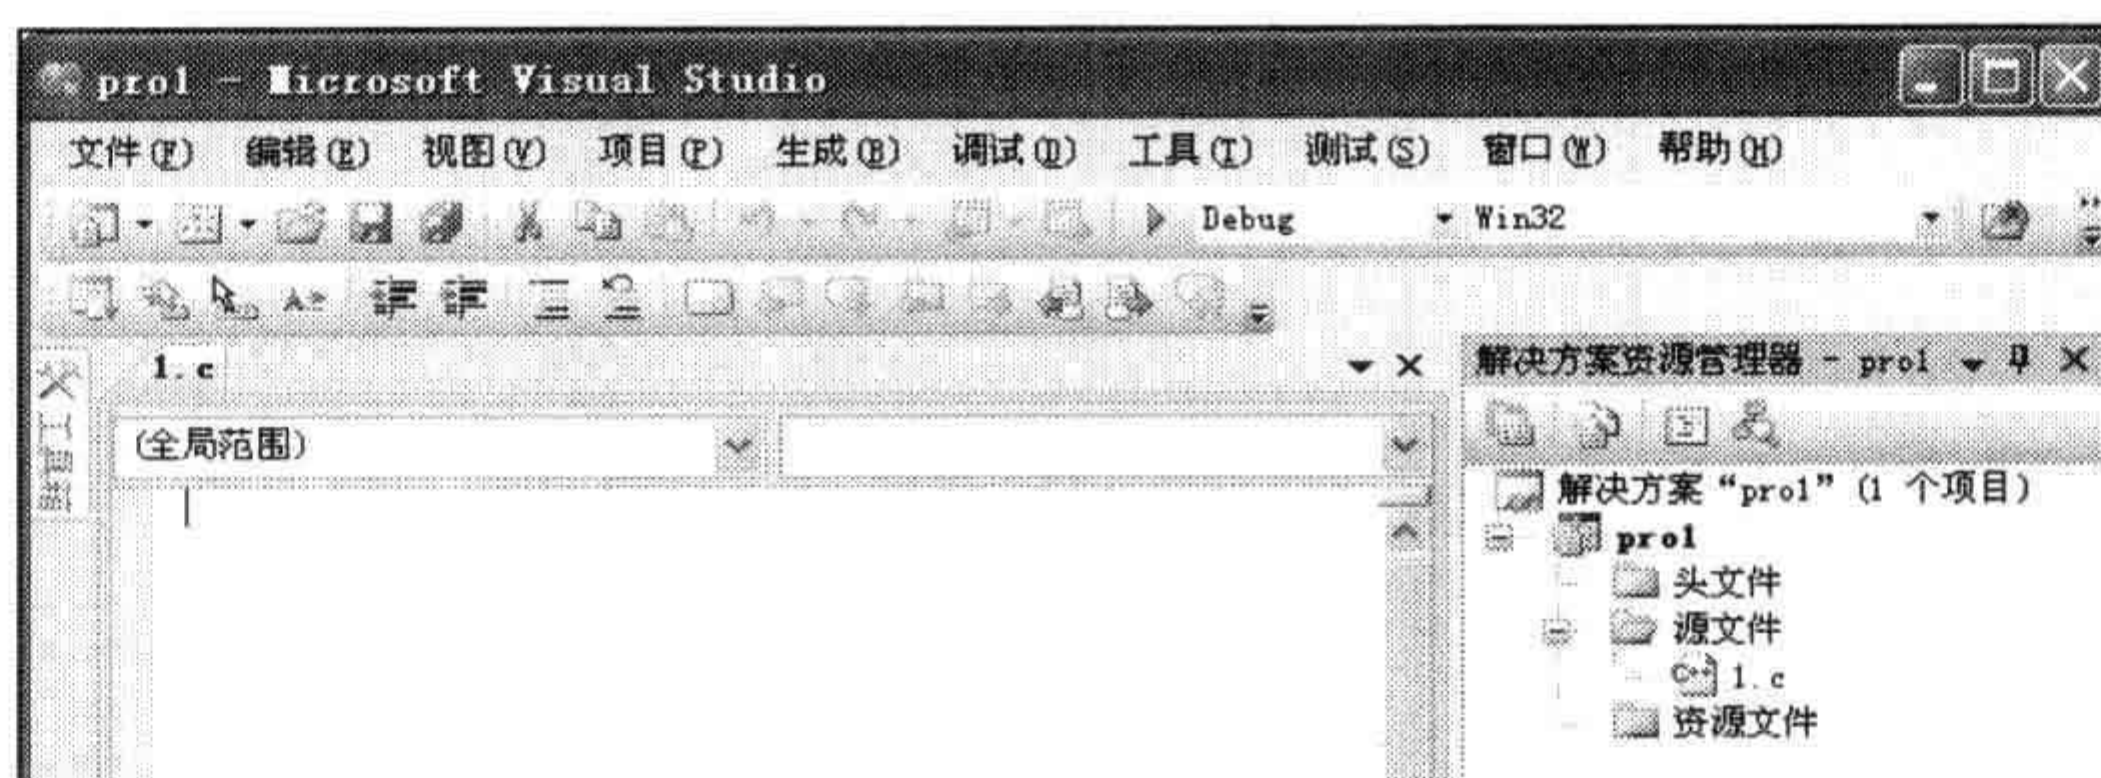 pro1 - Microsoft Visual Studio
文件(F) 编辑(E) 视图(V) 项目(P) 生成(B) 调试(D) 工具(T) 测试(S) 窗口(W) 帮助(H)
Debug Win32
1.c
解决方案资源管理器 - pro1
工具箱
(全局范围)
解决方案“pro1”(1 个项目)
pro1
头文件
源文件
1.c
资源文件